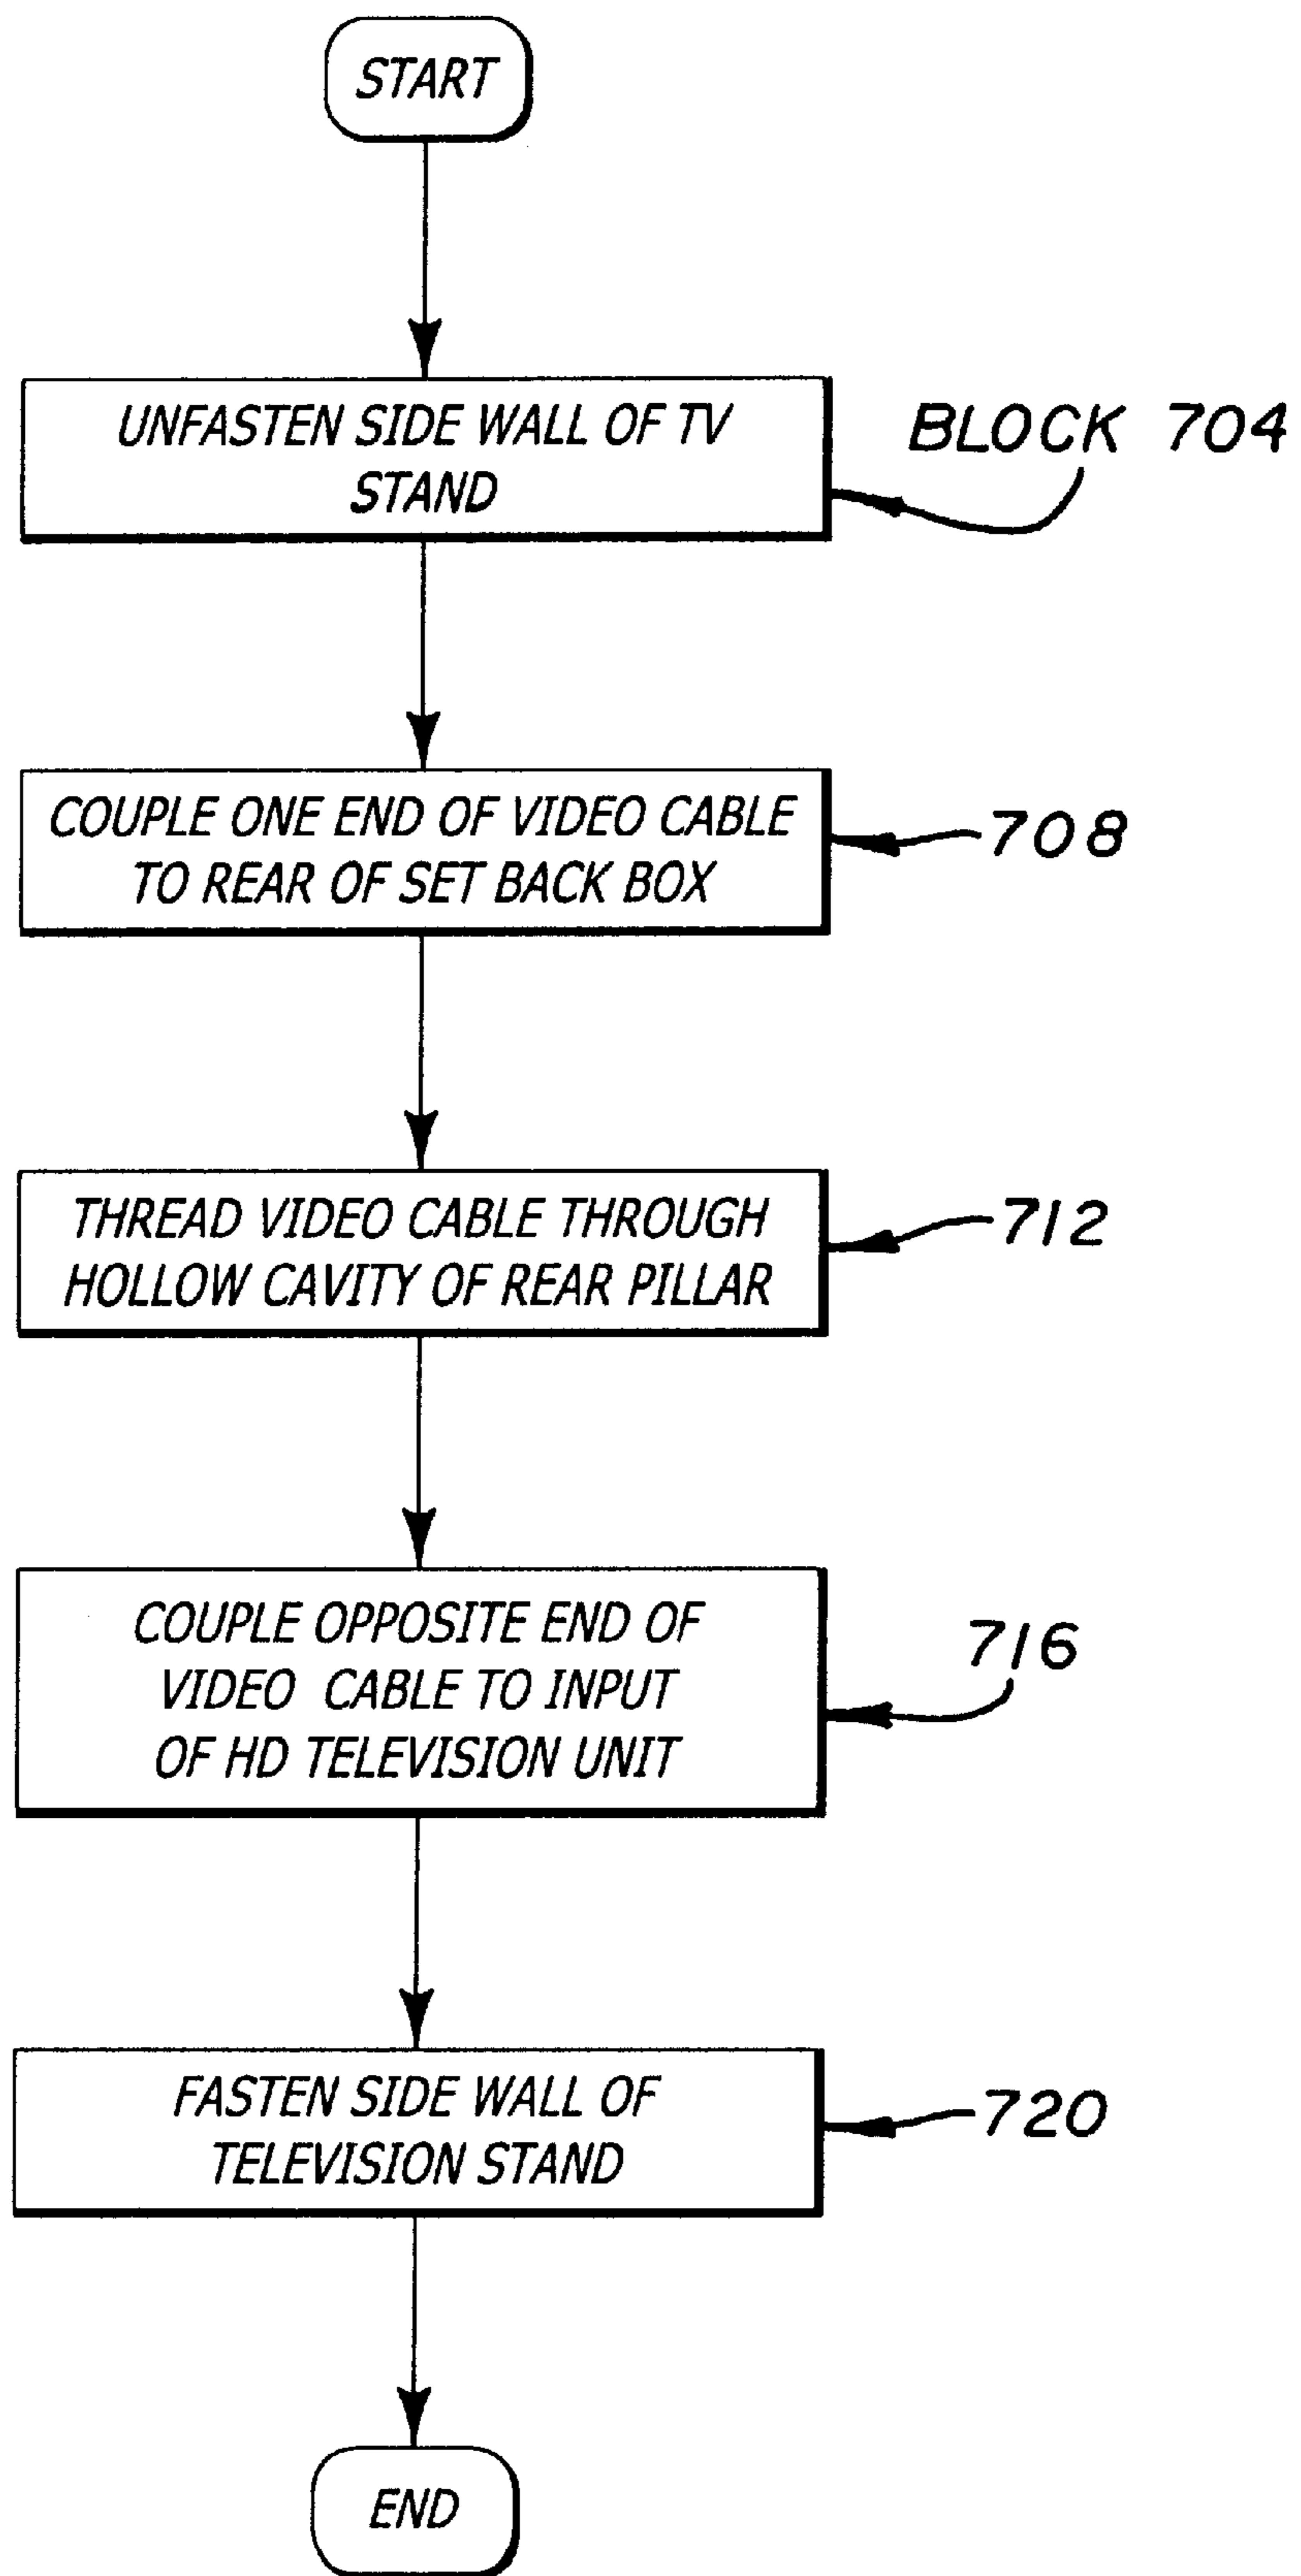 START
UNFASTEN SIDE WALL OF TV
STAND
BLOCK 704
COUPLE ONE END OF VIDEO CABLE
TO REAR OF SET BACK BOX
708
THREAD VIDEO CABLE THROUGH
HOLLOW CAVITY OF REAR PILLAR
712
COUPLE OPPOSITE END OF
VIDEO CABLE TO INPUT
OF HD TELEVISION UNIT
716
FASTEN SIDE WALL OF
TELEVISION STAND
720
END